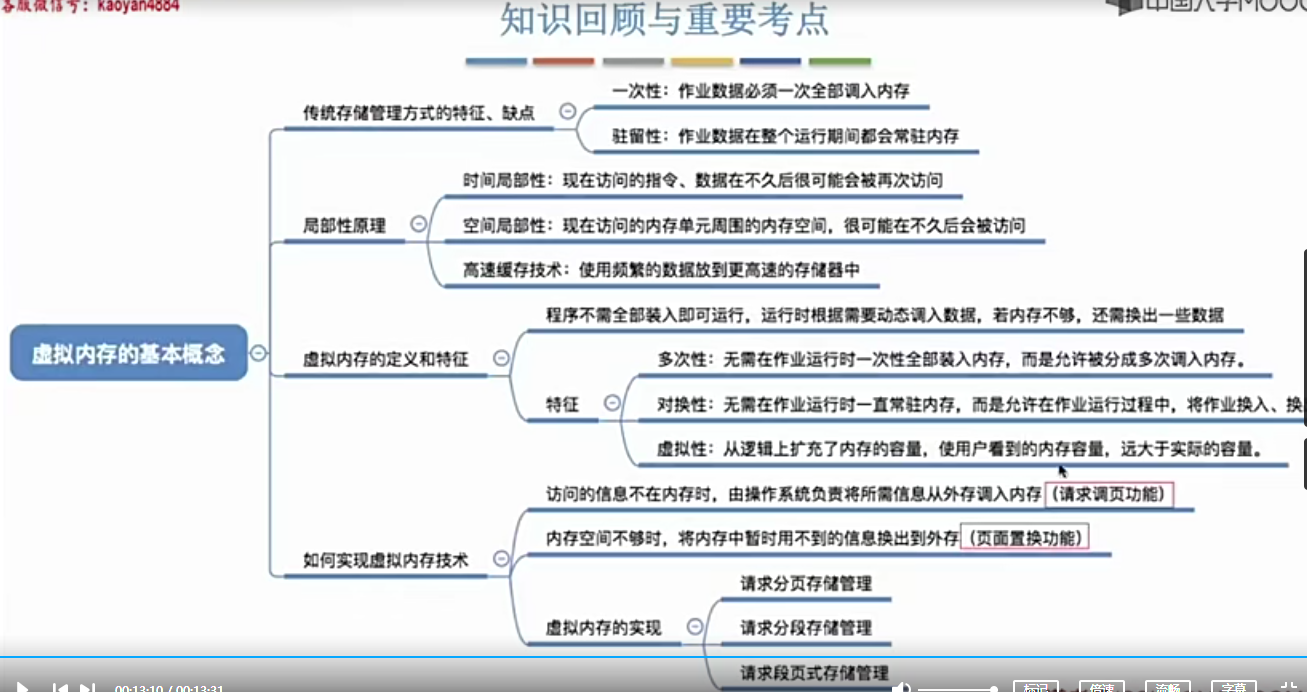 客服微信号：kaoyan4884
中国大学MOOC
知识回顾与重要考点
传统存储管理方式的特征、缺点
一次性：作业数据必须一次全部调入内存
驻留性：作业数据在整个运行期间都会常驻内存
局部性原理
时间局部性：现在访问的指令、数据在不久后很可能会被再次访问
空间局部性：现在访问的内存单元周围的内存空间，很可能在不久后会被访问
高速缓存技术：使用频繁的数据放到更高速的存储器中
虚拟内存的基本概念
虚拟内存的定义和特征
程序不需全部装入即可运行，运行时根据需要动态调入数据，若内存不够，还需换出一些数据
特征
多次性：无需在作业运行时一次性全部装入内存，而是允许被分成多次调入内存。
对换性：无需在作业运行时一直常驻内存，而是允许在作业运行过程中，将作业换入、换
虚拟性：从逻辑上扩充了内存的容量，使用户看到的内存容量，远大于实际的容量。
如何实现虚拟内存技术
访问的信息不在内存时，由操作系统负责将所需信息从外存调入内存（请求调页功能）
内存空间不够时，将内存中暂时用不到的信息换出到外存（页面置换功能）
虚拟内存的实现
请求分页存储管理
请求分段存储管理
请求段页式存储管理
00:13:10 / 00:13:31
标记 倍速 流畅 字幕